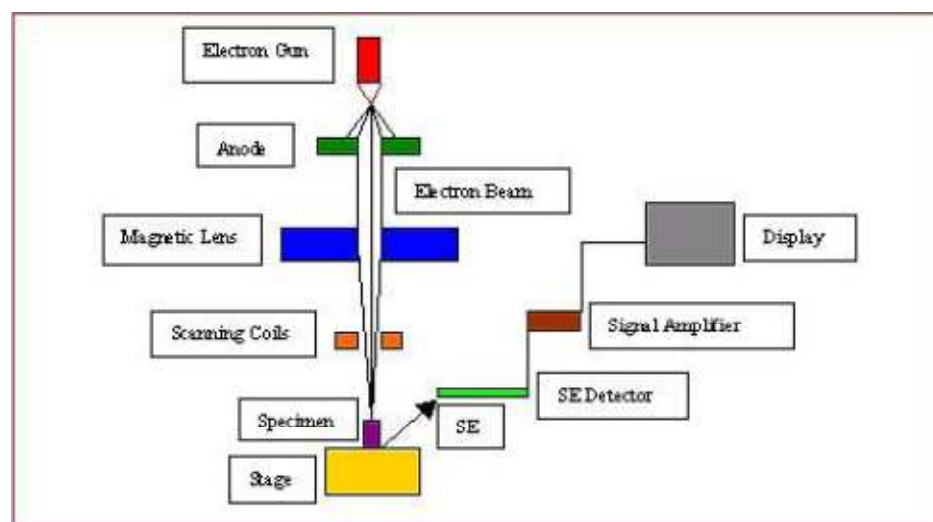 Electron Gun
Anode
Electron Beam
Magnetic Lens
Display
Scanning Coils
Signal Amplifier
SE Detector
Specimen
SE
Stage